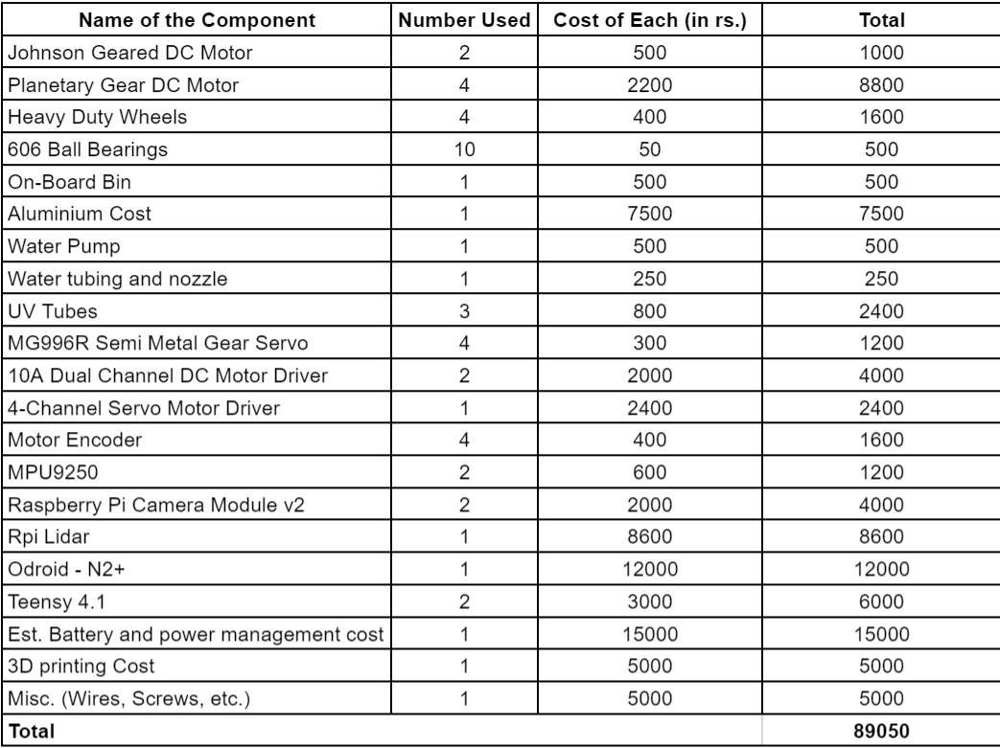 Name of the Component Number Used Cost of Each (in rs.) Total
Johnson Geared DC Motor 2 500 1000
Planetary Gear DC Motor 4 2200 8800
Heavy Duty Wheels 4 400 1600
606 Ball Bearings 10 50 500
On-Board Bin 1 500 500
Aluminium Cost 1 7500 7500
Water Pump 1 500 500
Water tubing and nozzle 1 250 250
UV Tubes 3 800 2400
MG996R Semi Metal Gear Servo 4 300 1200
10A Dual Channel DC Motor Driver 2 2000 4000
4-Channel Servo Motor Driver 1 2400 2400
Motor Encoder 4 400 1600
MPU9250 2 600 1200
Raspberry Pi Camera Module v2 2 2000 4000
Rpi Lidar 1 8600 8600
Odroid - N2+ 1 12000 12000
Teensy 4.1 2 3000 6000
Est. Battery and power management cost 1 15000 15000
3D printing Cost 1 5000 5000
Misc. (Wires, Screws, etc.) 1 5000 5000
Total 89050